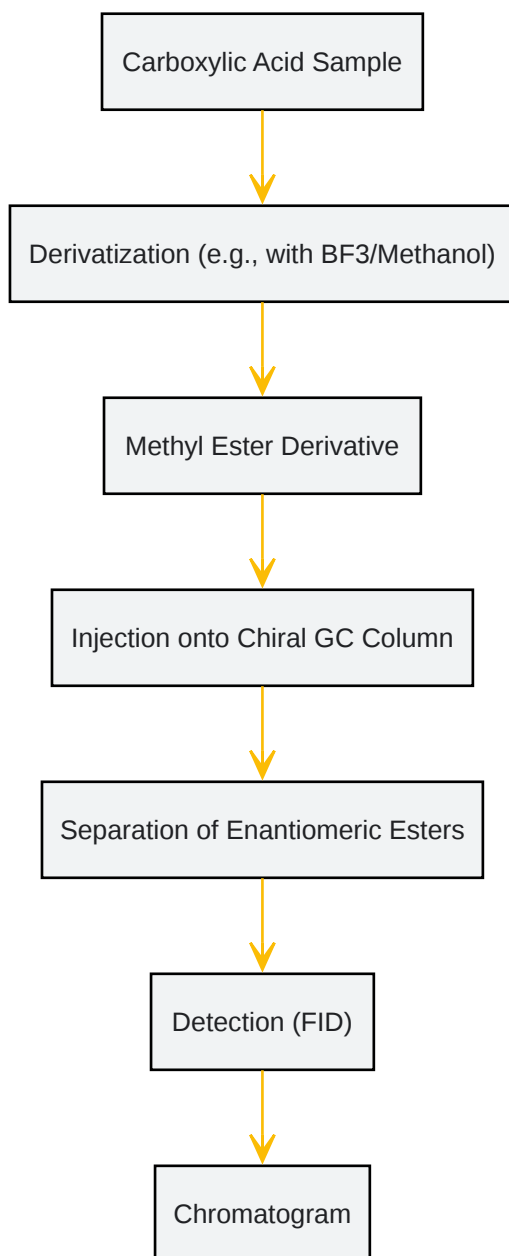 Carboxylic Acid Sample
Derivatization (e.g., with BF3/Methanol)
Methyl Ester Derivative
Injection onto Chiral GC Column
Separation of Enantiomeric Esters
Detection (FID)
Chromatogram